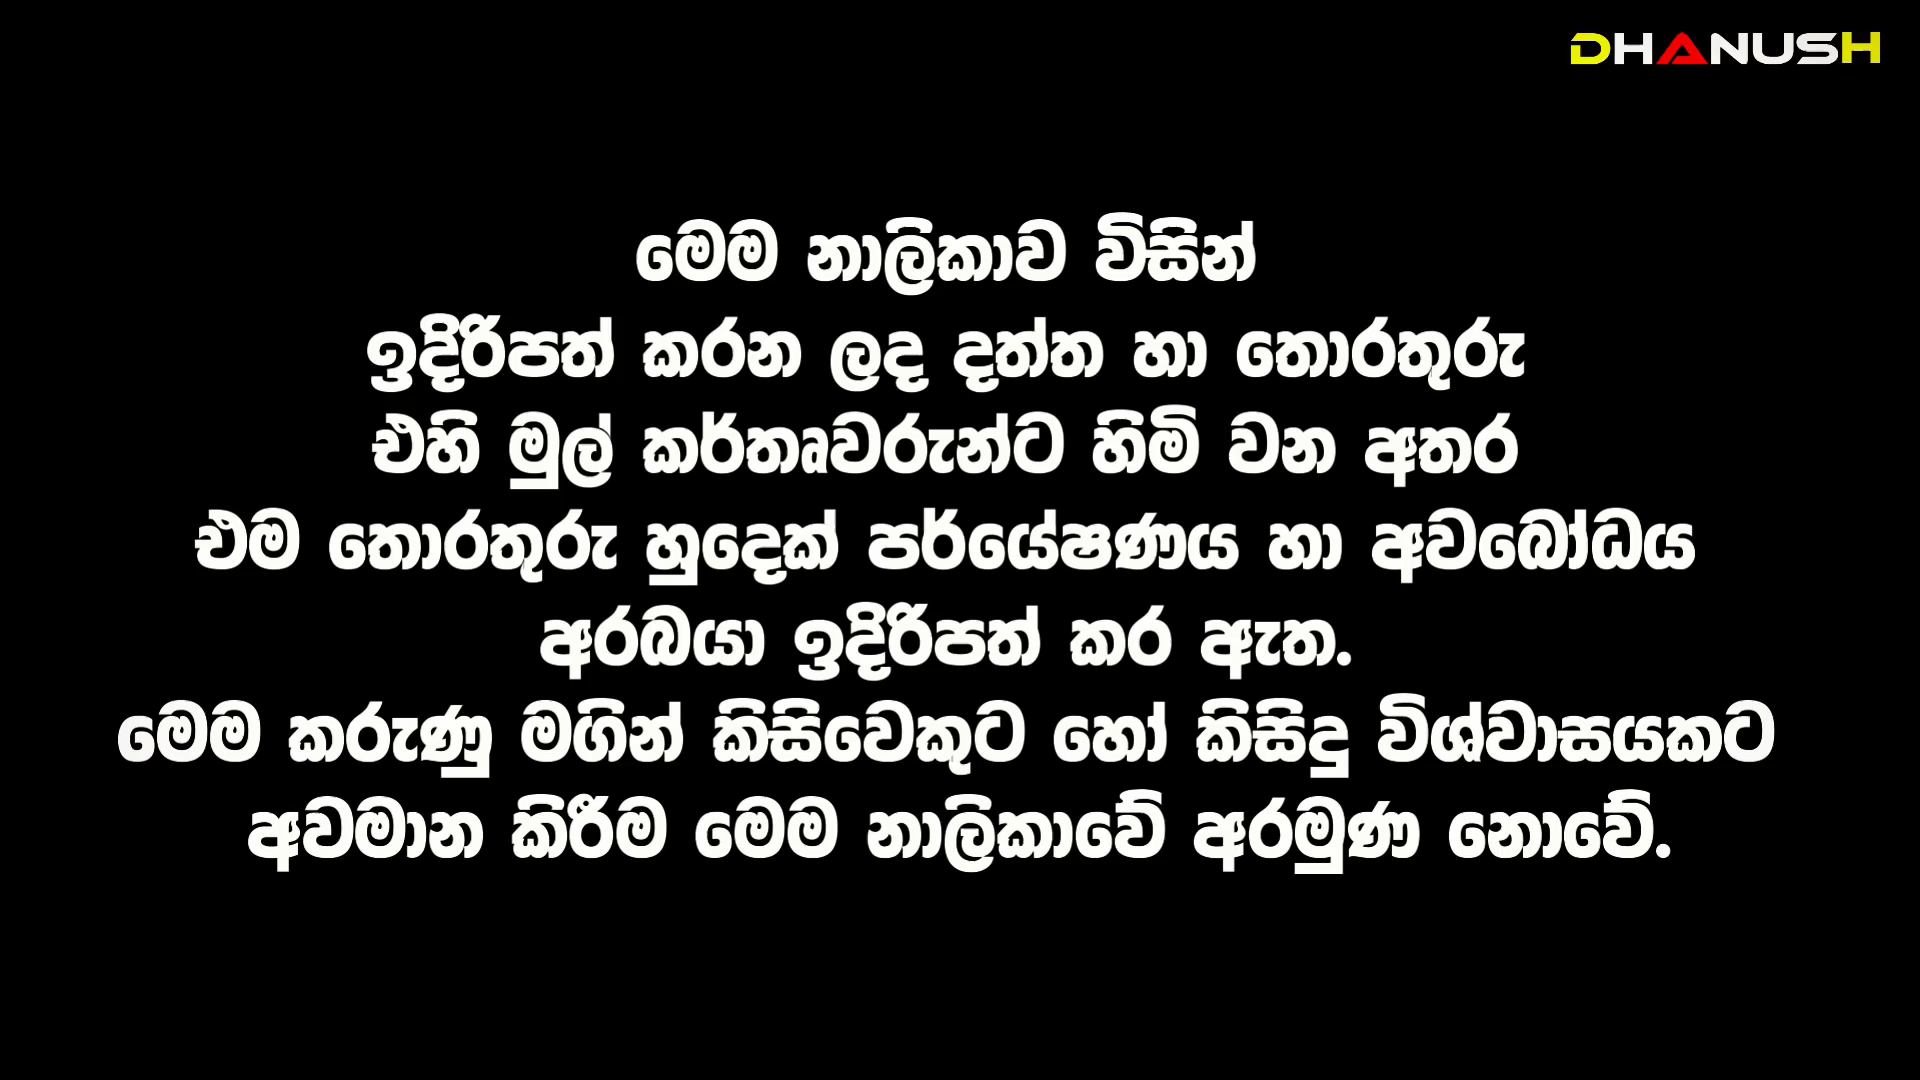 DHANUSH
මෙම නාලිකාව විසින්
ඉදිරිපත් කරන ලද දත්ත හා තොරතුරු
එහි මුල් කර්තෘවරුන්ට හිමි වන අතර
එම තොරතුරු හුදෙක් පර්යේෂණය හා අවබෝධය
අරබයා ඉදිරිපත් කර ඇත.
මෙම කරුණු මගින් කිසිවෙකුට හෝ කිසිදු විශ්වාසයකට
අවමාන කිරීම මෙම නාලිකාවේ අරමුණ නොවේ.